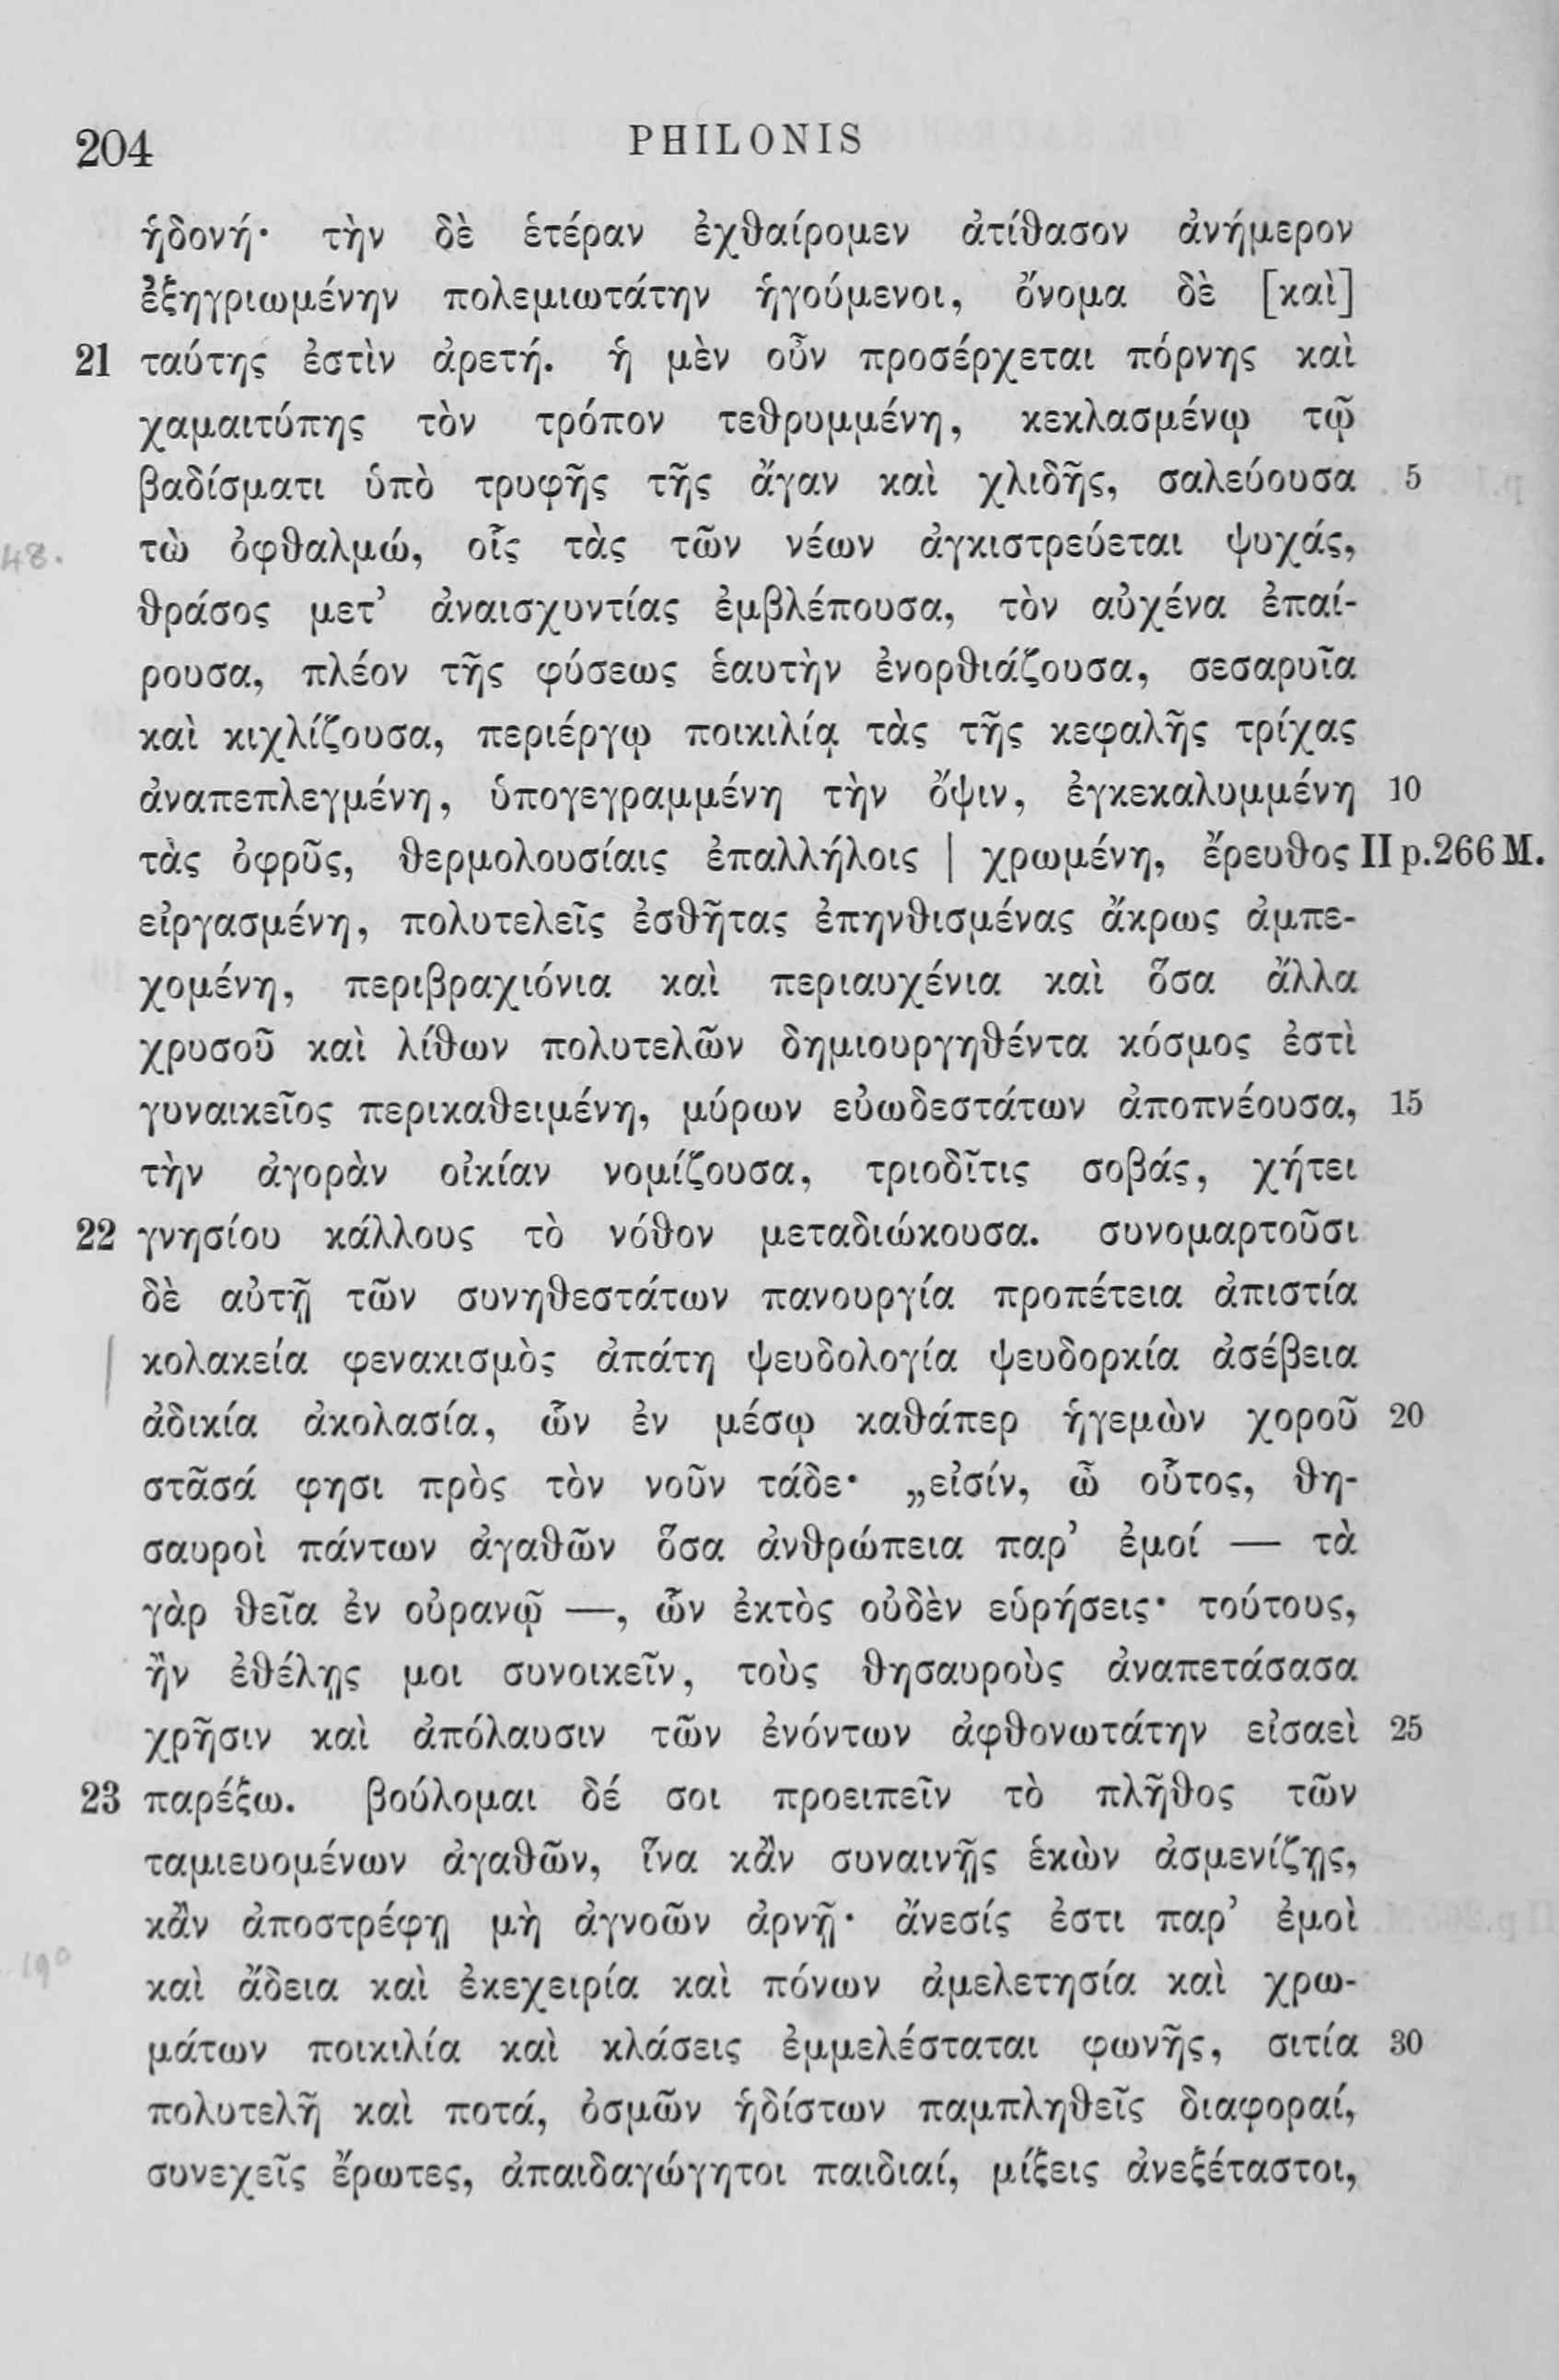 204 PHILONIS
ἡδονή· τὴν δὲ ἑτέραν ἐχθαίρομεν ἀτίθασον ἀνήμερον
ἐξηγριωμένην πολεμιωτάτην ἡγούμενοι, ὄνομα δὲ [καὶ]
21 ταύτης ἐστὶν ἀρετή. ἡ μὲν οὖν προσέρχεται πόρνης καὶ
χαμαιτύπης τὸν τρόπον τεθρυμμένη, κεκλασμένῳ τῷ
βαδίσματι ὑπὸ τρυφῆς τῆς ἄγαν καὶ χλιδῆς, σαλεύουσα 5
48. τὼ ὀφθαλμώ, οἷς τὰς τῶν νέων ἀγκιστρεύεται ψυχάς,
θράσος μετ’ ἀναισχυντίας ἐμβλέπουσα, τὸν αὐχένα ἐπαί-
ρουσα, πλέον τῆς φύσεως ἑαυτὴν ἐνορθιάζουσα, σεσαρυῖα
καὶ κιχλίζουσα, περιέργῳ ποικιλίᾳ τὰς τῆς κεφαλῆς τρίχας
ἀναπεπλεγμένη, ὑπογεγραμμένη τὴν ὄψιν, ἐγκεκαλυμμένη 10
τὰς ὀφρῦς, θερμολουσίαις ἐπαλλήλοις | χρωμένη, ἔρευθος II p.266 M.
εἰργασμένη, πολυτελεῖς ἐσθῆτας ἐπηνθισμένας ἄκρως ἀμπε-
χομένη, περιβραχιόνια καὶ περιαυχένια καὶ ὅσα ἄλλα
χρυσοῦ καὶ λίθων πολυτελῶν δημιουργηθέντα κόσμος ἐστὶ
γυναικεῖος περικαθειμένη, μύρων εὐωδεστάτων ἀποπνέουσα, 15
τὴν ἀγορὰν οἰκίαν νομίζουσα, τριοδῖτις σοβάς, χήτει
22 γνησίου κάλλους τὸ νόθον μεταδιώκουσα. συνομαρτοῦσι
δὲ αὐτῇ τῶν συνηθεστάτων πανουργία προπέτεια ἀπιστία
κολακεία φενακισμὸς ἀπάτη ψευδολογία ψευδορκία ἀσέβεια
ἀδικία ἀκολασία, ὧν ἐν μέσῳ καθάπερ ἡγεμὼν χοροῦ 20
στᾶσά φησι πρὸς τὸν νοῦν τάδε· „εἰσίν, ὦ οὗτος, θη-
σαυροὶ πάντων ἀγαθῶν ὅσα ἀνθρώπεια παρ’ ἐμοί — τὰ
γὰρ θεῖα ἐν οὐρανῷ —, ὧν ἐκτὸς οὐδὲν εὑρήσεις· τούτους,
ἢν ἐθέλῃς μοι συνοικεῖν, τοὺς θησαυροὺς ἀναπετάσασα
χρῆσιν καὶ ἀπόλαυσιν τῶν ἐνόντων ἀφθονωτάτην εἰσαεὶ 25
23 παρέξω. βούλομαι δέ σοι προειπεῖν τὸ πλῆθος τῶν
ταμιευομένων ἀγαθῶν, ἵνα κἂν συναινῇς ἑκὼν ἀσμενίζῃς,
κἂν ἀποστρέφῃ μὴ ἀγνοῶν ἀρνῇ· ἄνεσίς ἐστι παρ’ ἐμοὶ
καὶ ἄδεια καὶ ἐκεχειρία καὶ πόνων ἀμελετησία καὶ χρω-
μάτων ποικιλία καὶ κλάσεις ἐμμελέσταται φωνῆς, σιτία 30
πολυτελῆ καὶ ποτά, ὀσμῶν ἡδίστων παμπληθεῖς διαφοραί,
συνεχεῖς ἔρωτες, ἀπαιδαγώγητοι παιδιαί, μίξεις ἀνεξέταστοι,